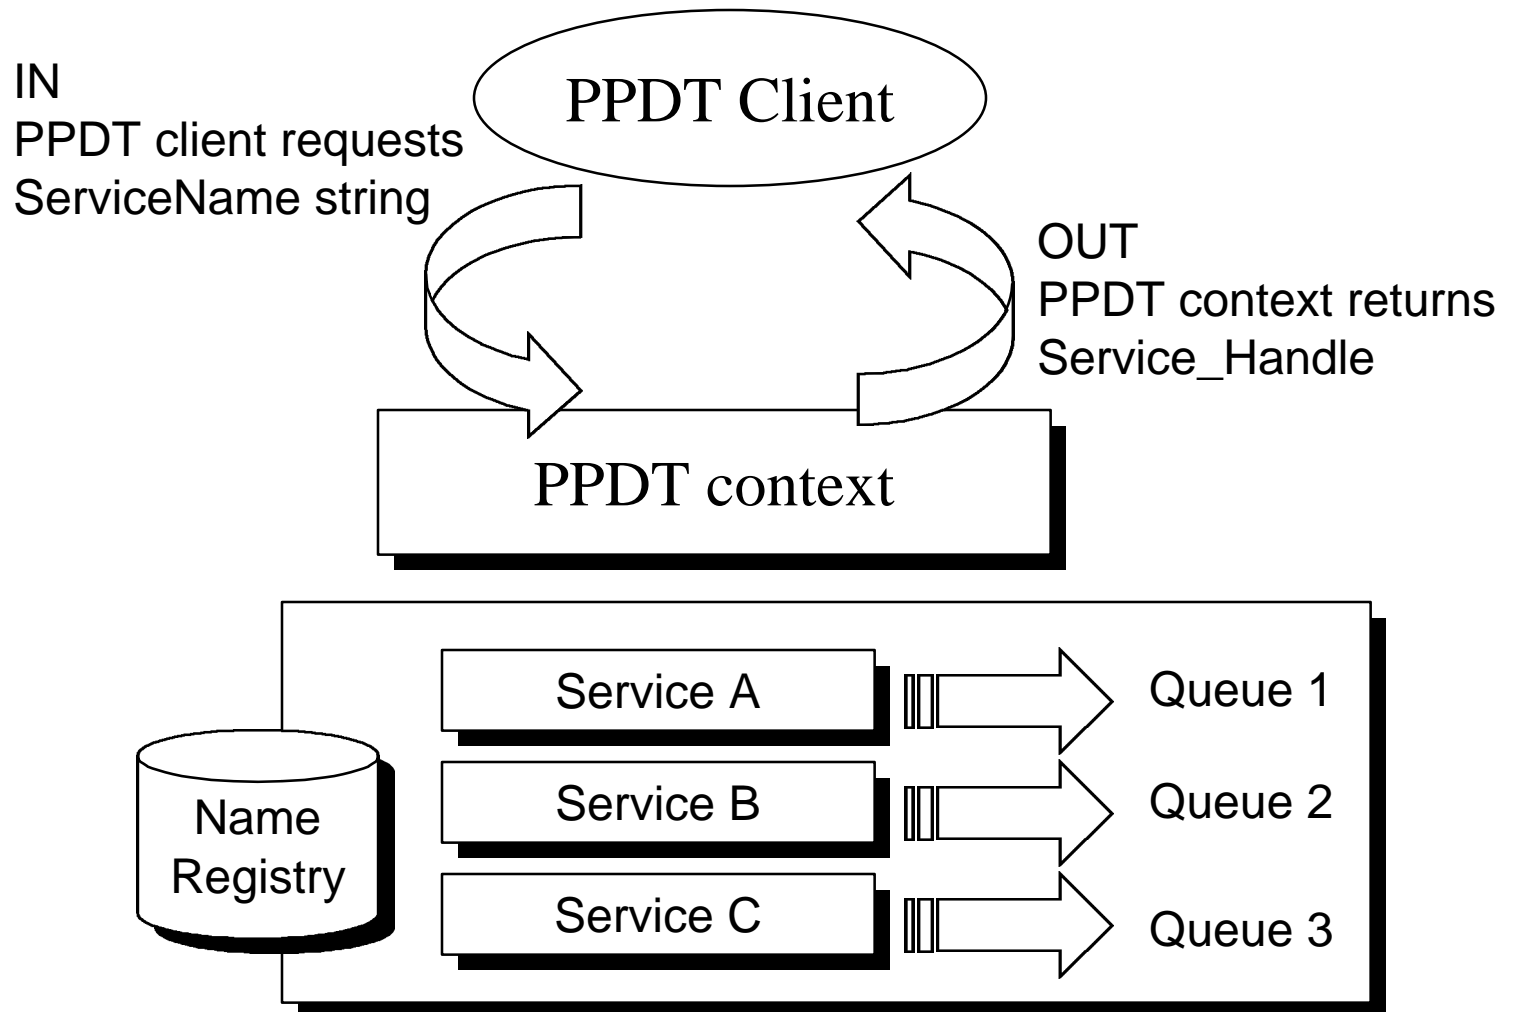 PPDT Client
IN
PPDT client requests
ServiceName string
OUT
PPDT context returns
Service_Handle
PPDT context
Service A
Queue 1
Service B
Queue 2
Service C
Queue 3
Name
Registry